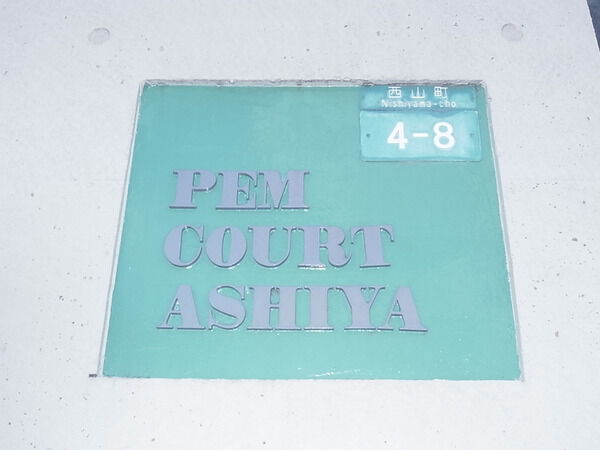 西山町
Nishiyama-cho
4-8
PEM
COURT
ASHIYA